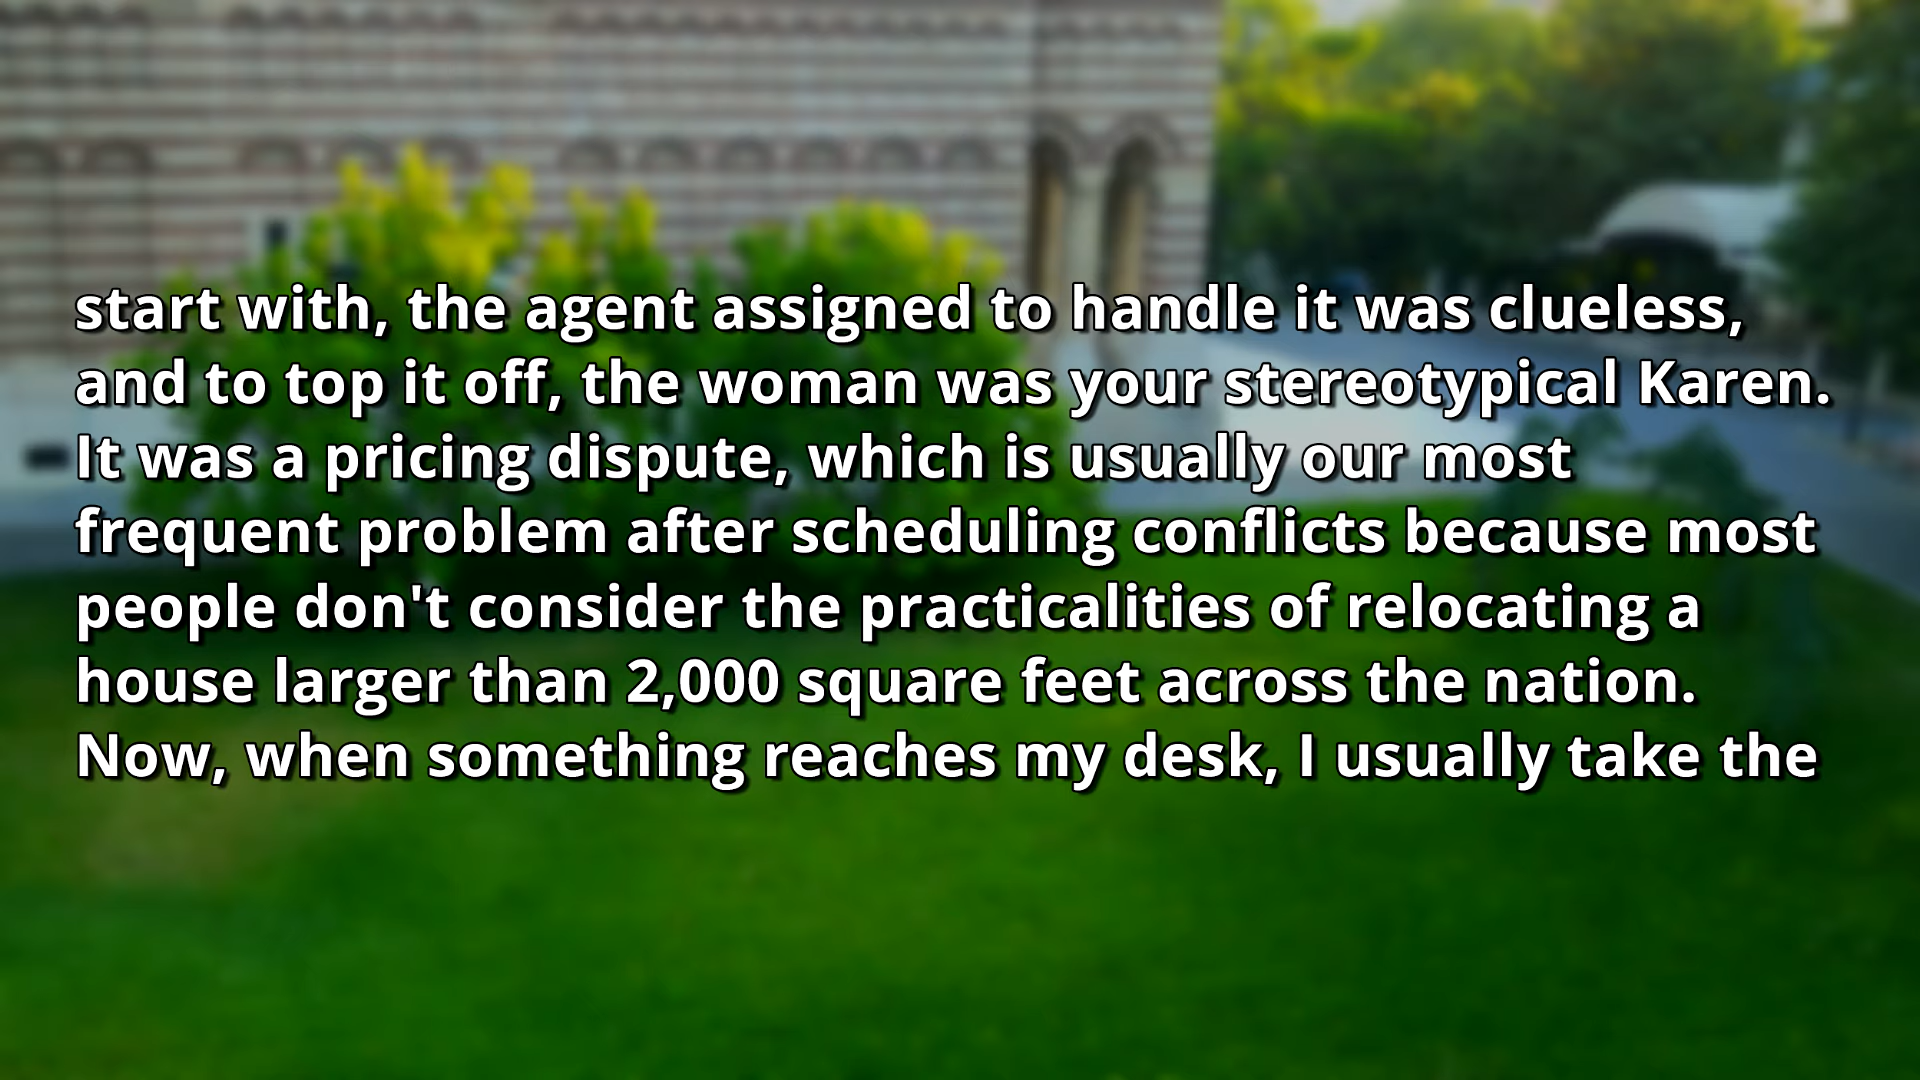 start with, the agent assigned to handle it was clueless,
and to top it off, the woman was your stereotypical Karen.
It was a pricing dispute, which is usually our most
frequent problem after scheduling conflicts because most
people don't consider the practicalities of relocating a
house larger than 2,000 square feet across the nation.
Now, when something reaches my desk, I usually take the